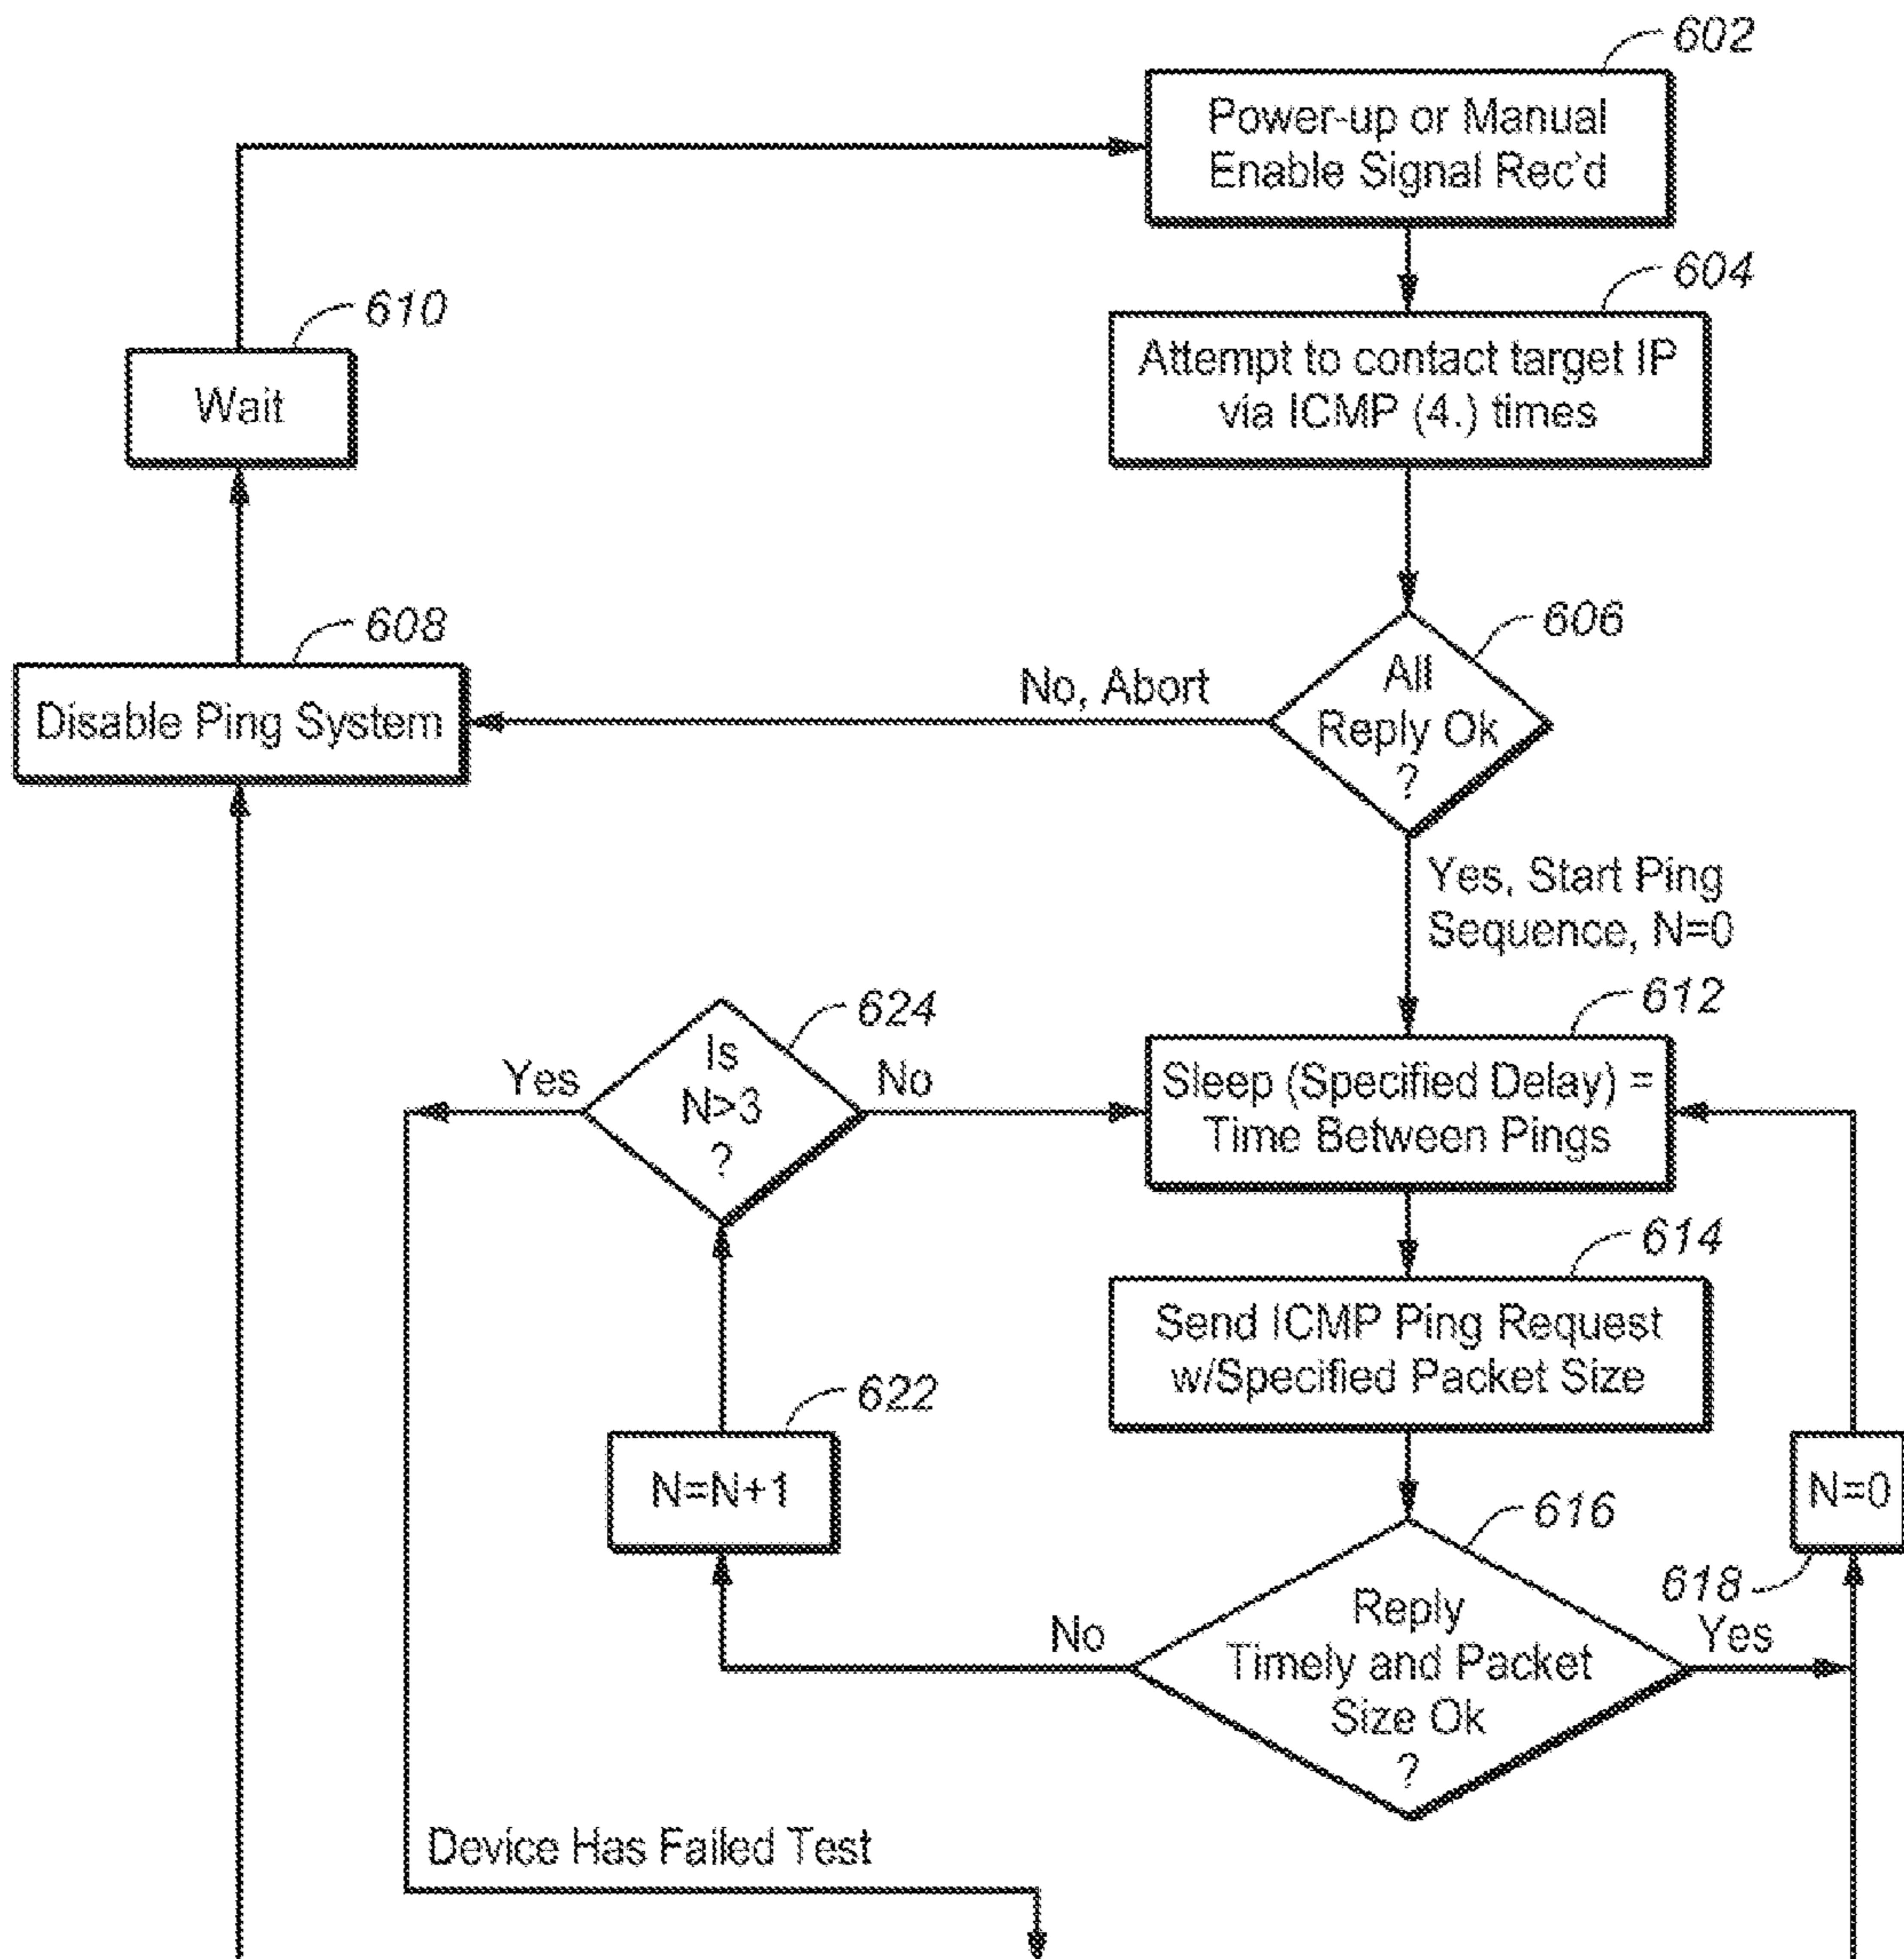 602
Power-up or Manual
Enable Signal Rec'd
604
Attempt to contact target IP
via ICMP (4.) times
610
Wait
608
Disable Ping System
606
All
Reply Ok
?
No, Abort
Yes, Start Ping
Sequence, N=0
612
Sleep (Specified Delay) =
Time Between Pings
624
Is
N>3
?
Yes
No
614
Send ICMP Ping Request
w/Specified Packet Size
622
N=N+1
616
Reply
Timely and Packet
Size Ok
?
No
Yes
618
N=0
Device Has Failed Test